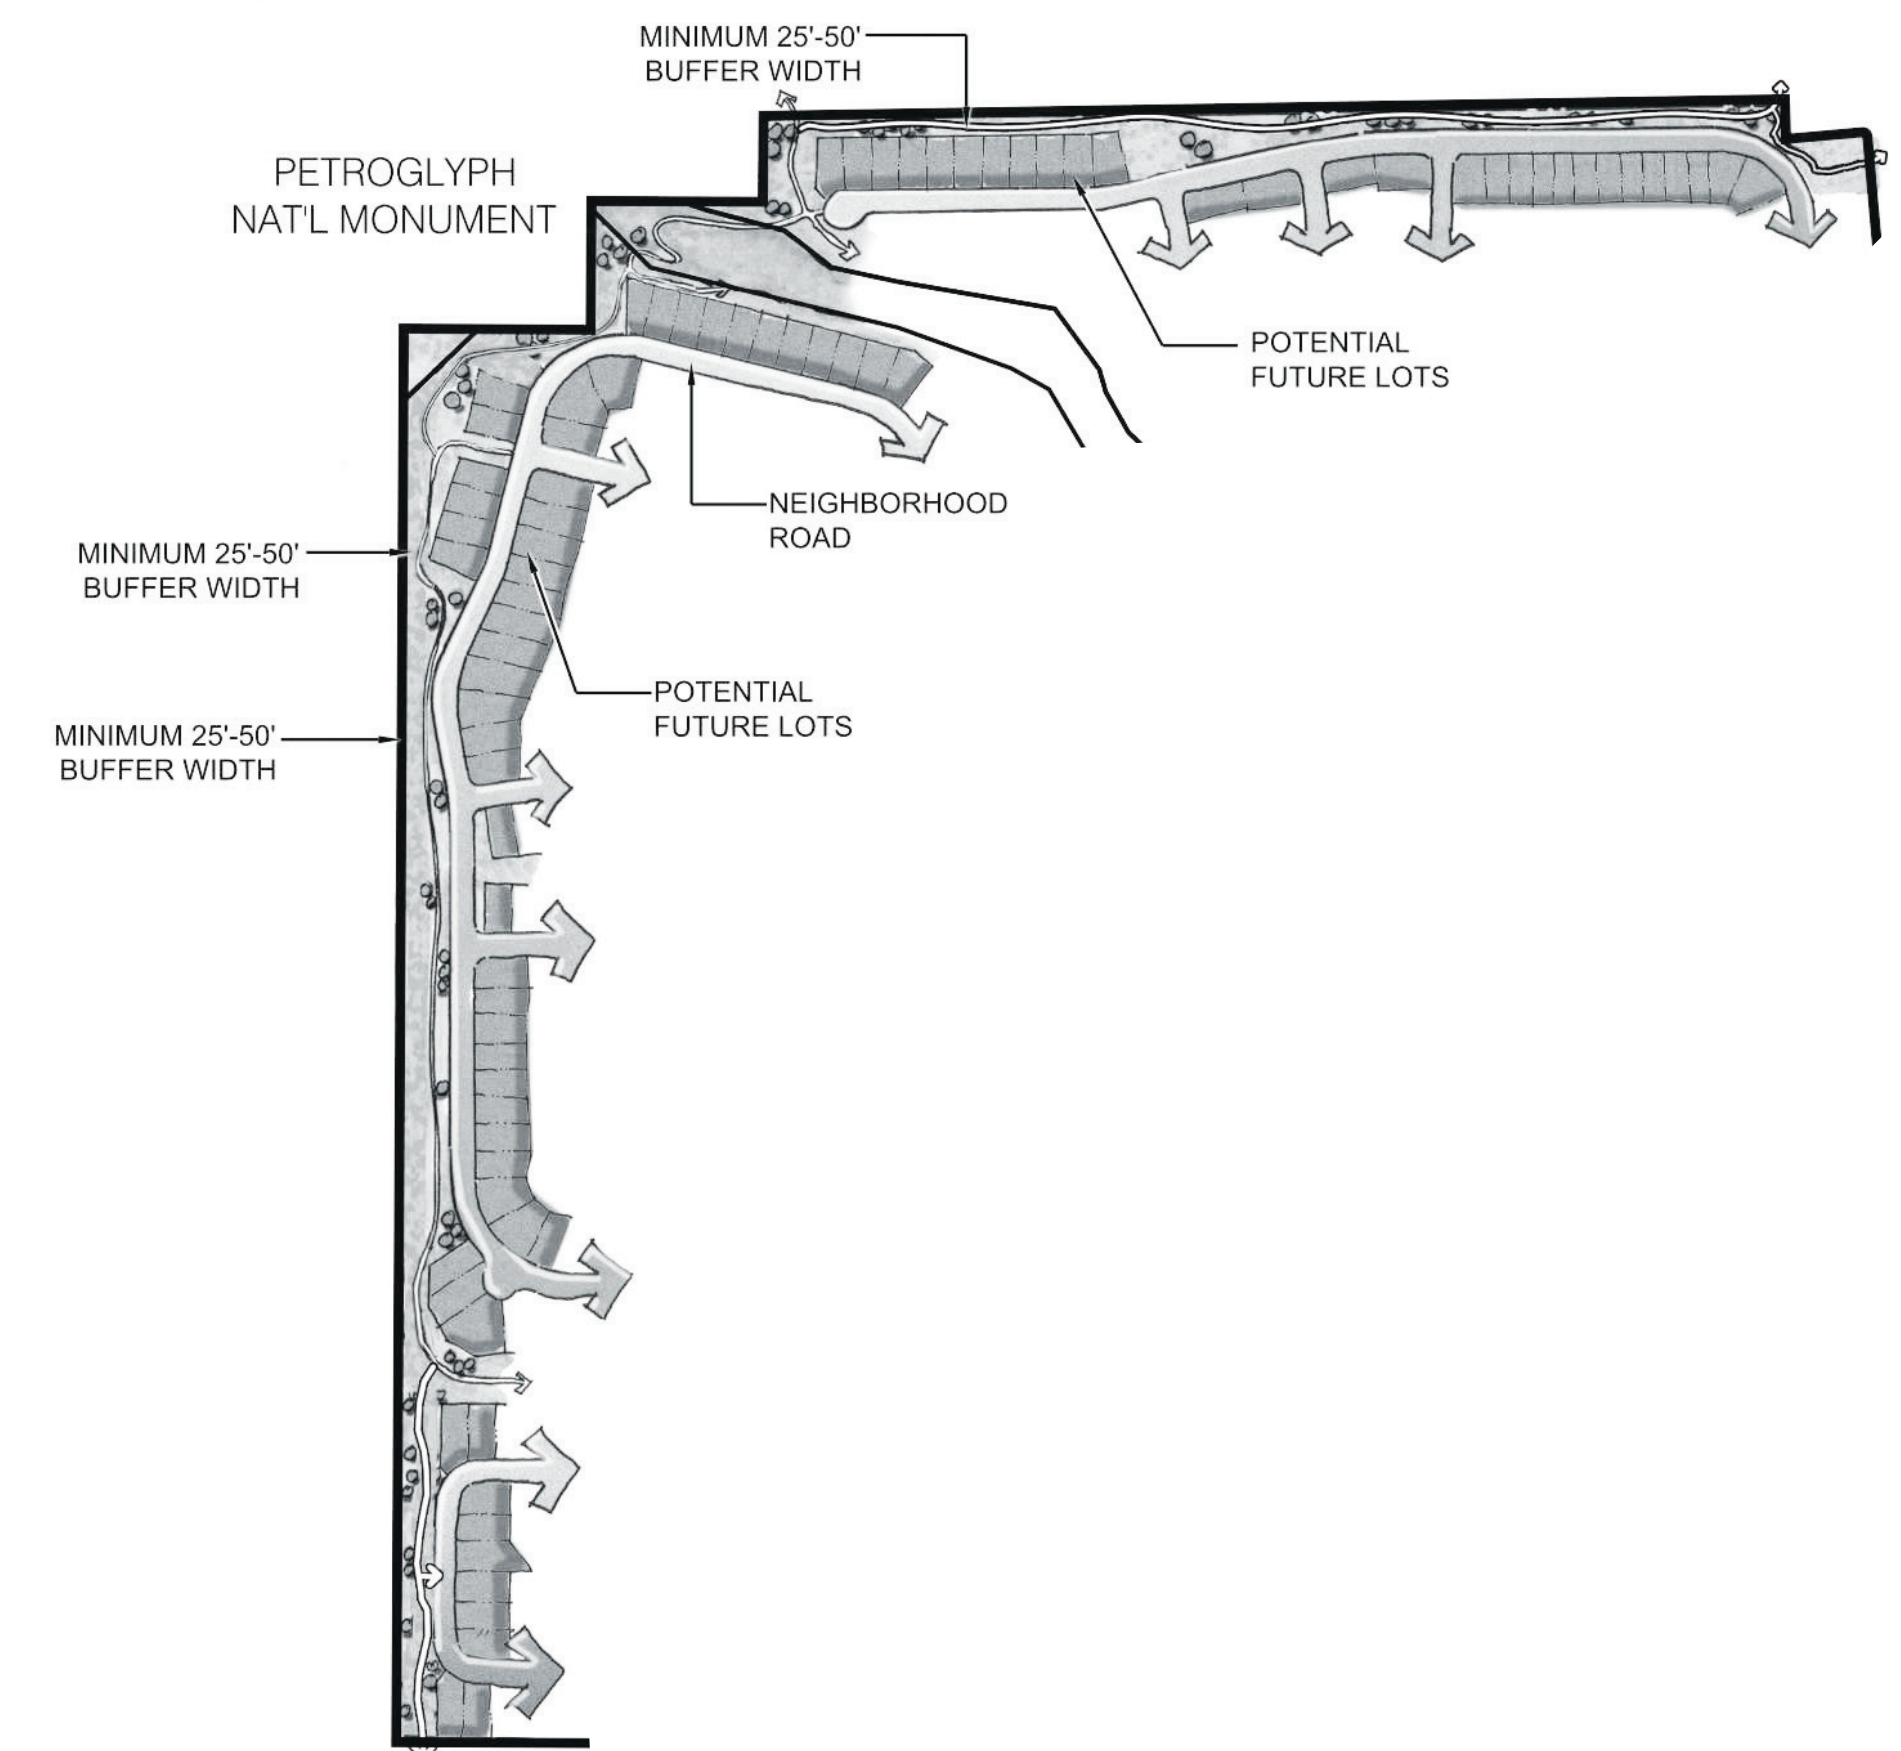 MINIMUM 25'-50'
BUFFER WIDTH
PETROGLYPH
NAT'L MONUMENT
POTENTIAL
FUTURE LOTS
NEIGHBORHOOD
ROAD
MINIMUM 25'-50'
BUFFER WIDTH
POTENTIAL
FUTURE LOTS
MINIMUM 25'-50'
BUFFER WIDTH